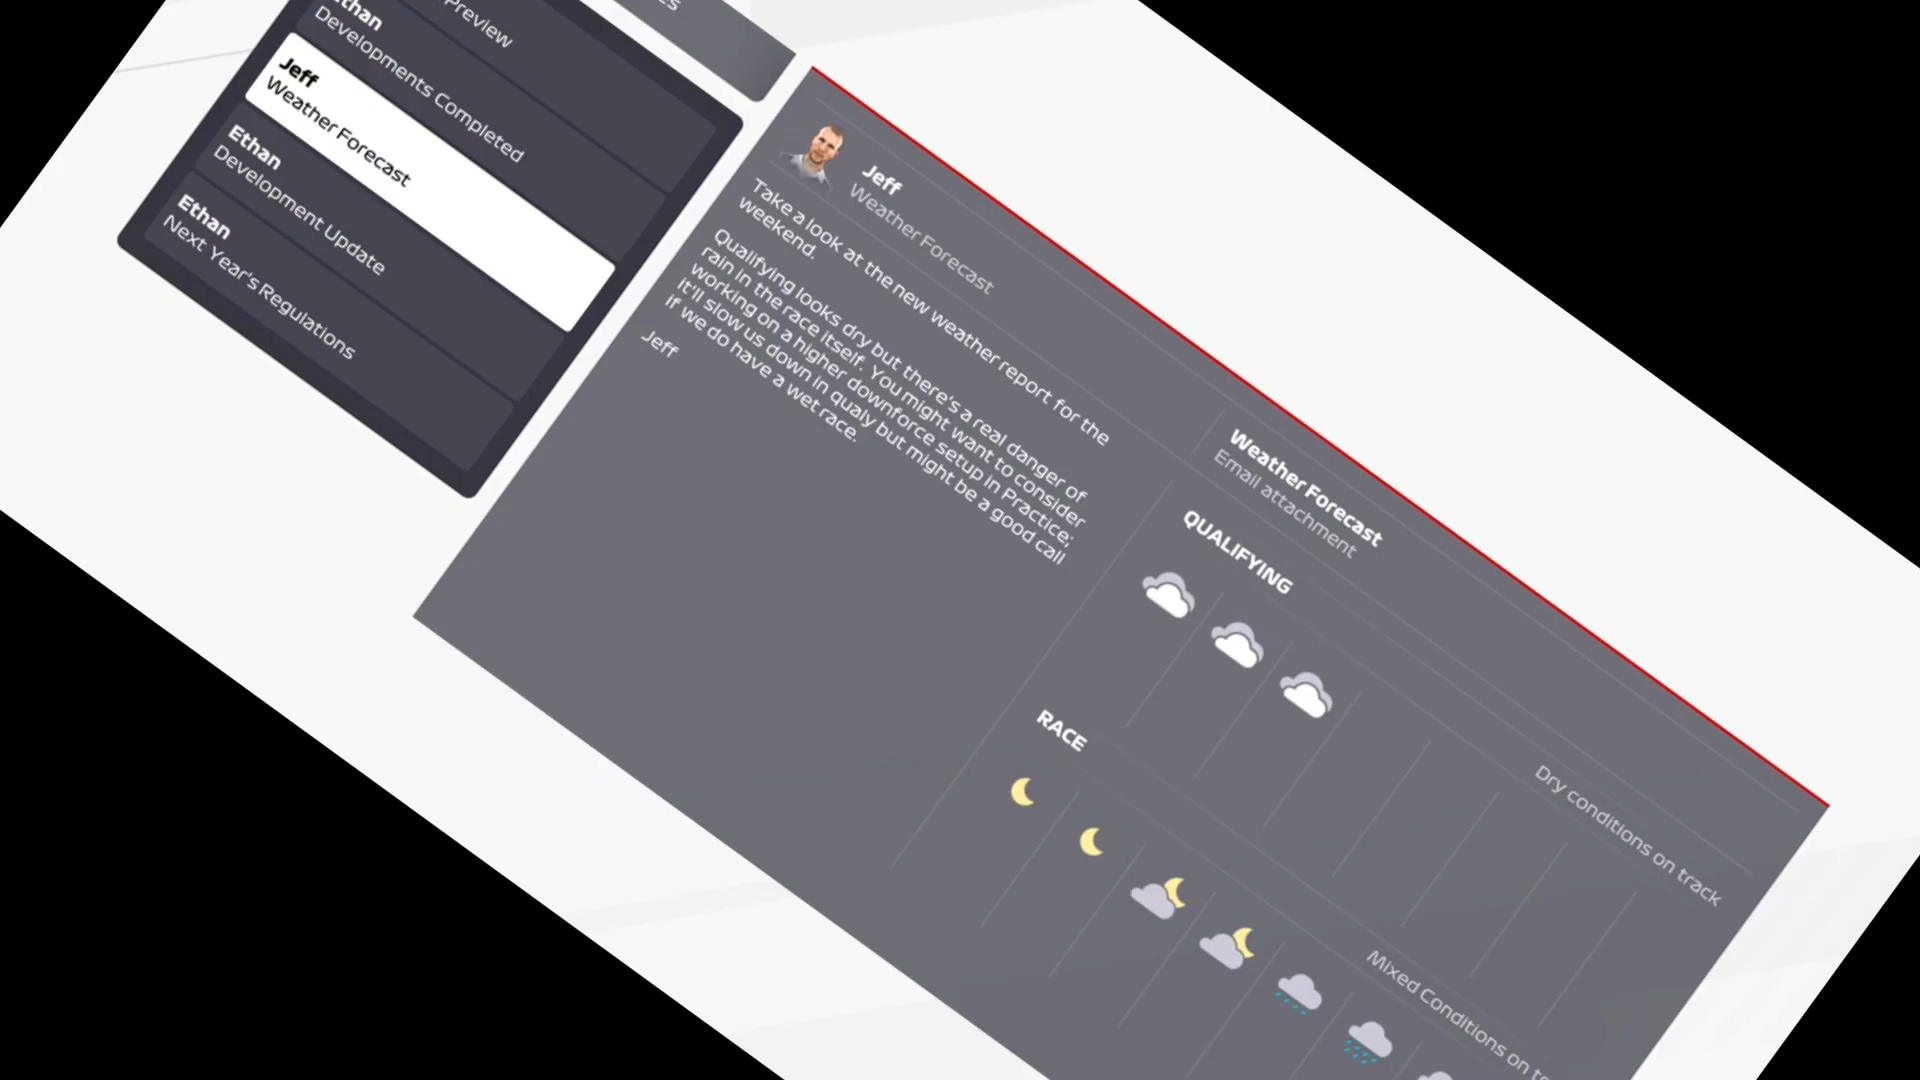 Preview
Ethan
Developments Completed
Jeff
Weather Forecast
Ethan
Development Update
Ethan
Next Year's Regulations
Jeff
Weather Forecast
Take a look at the new weather report for the
weekend.
Qualifying looks dry but there's a real danger of
rain in the race itself. You might want to consider
working on a higher downforce setup in Practice;
it'll slow us down in qualy but might be a good call
if we do have a wet race.
Jeff
Weather Forecast
Email attachment
QUALIFYING
Dry conditions on track
RACE
Mixed Conditions on